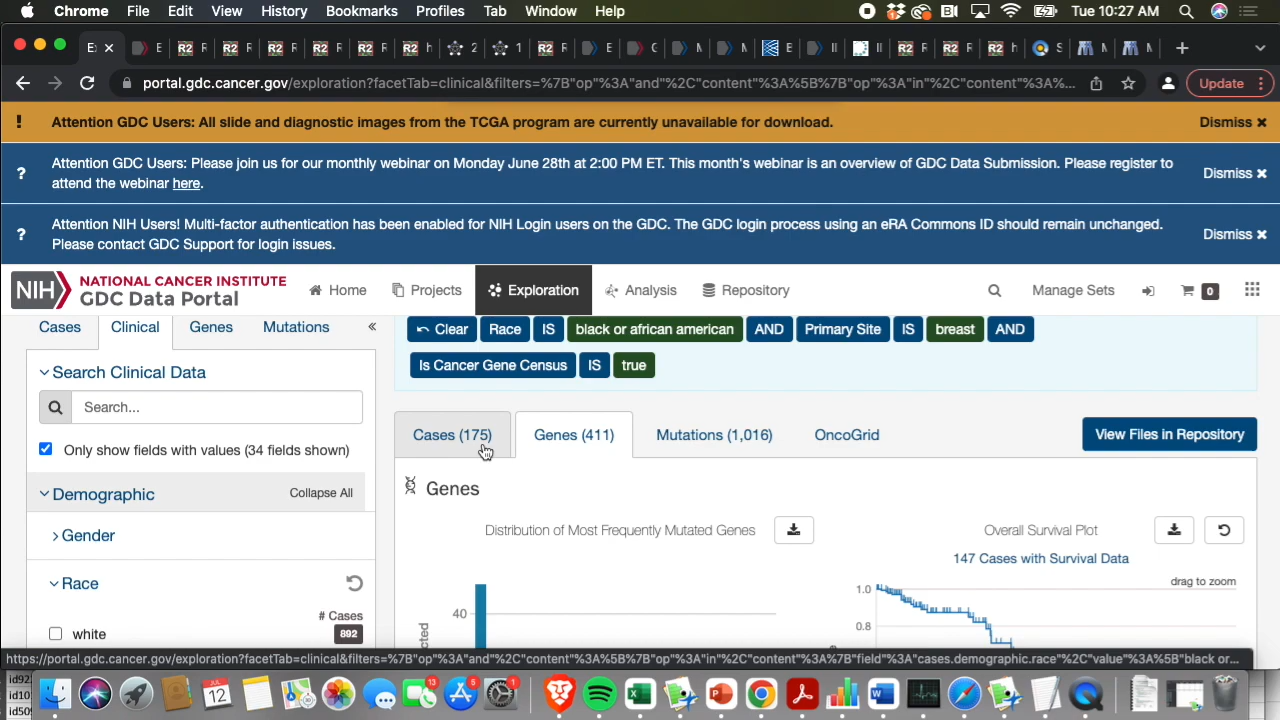 Chrome File Edit View History Bookmarks Profiles Tab Window Help Tue 10:27 AM
portal.gdc.cancer.gov/exploration?facetTab=clinical&filters=%7B"op"%3A"and"%2C"content"%3A%5B%7B"op"%3A"in"%2C"content"%3A%... Update
! Attention GDC Users: All slide and diagnostic images from the TCGA program are currently unavailable for download. Dismiss ×
? Attention GDC Users: Please join us for our monthly webinar on Monday June 28th at 2:00 PM ET. This month's webinar is an overview of GDC Data Submission. Please register to Dismiss ×
attend the webinar here.
? Attention NIH Users! Multi-factor authentication has been enabled for NIH Login users on the GDC. The GDC login process using an eRA Commons ID should remain unchanged. Dismiss ×
Please contact GDC Support for login issues.
NIH NATIONAL CANCER INSTITUTE
GDC Data Portal
Home Projects Exploration Analysis Repository Manage Sets 0
Cases Clinical Genes Mutations «
Clear Race IS black or african american AND Primary Site IS breast AND
Is Cancer Gene Census IS true
Search Clinical Data
Search...
Only show fields with values (34 fields shown)
Demographic Collapse All
Gender
Race
# Cases
white 892
Cases (175) Genes (411) Mutations (1,016) OncoGrid View Files in Repository
Genes
Distribution of Most Frequently Mutated Genes Overall Survival Plot
147 Cases with Survival Data
drag to zoom
1.0
40
0.8
https://portal.gdc.cancer.gov/exploration?facetTab=clinical&filters=%7B"op"%3A"and"%2C"content"%3A%5B%7B"op"%3A"in"%2C"content"%3A%7B"field"%3A"cases.demographic.race"%2C"value"%3A%5B"black or...